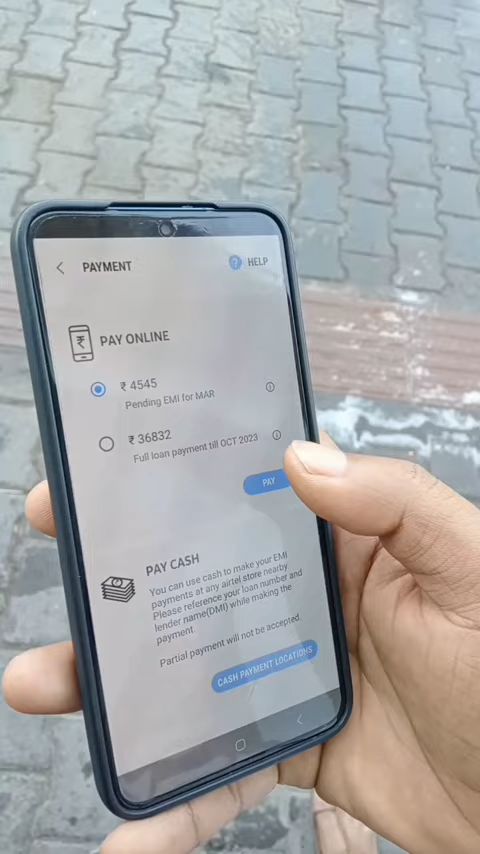 PAYMENT
? HELP
₹
PAY ONLINE
₹ 4545
Pending EMI for MAR
₹ 36832
Full loan payment till OCT 2023
PAY
PAY CASH
You can use cash to make your EMI
payments at any airtel store nearby
Please reference your loan number and
lender name(DMI) while making the
payment
Partial payment will not be accepted.
CASH PAYMENT LOCATIONS